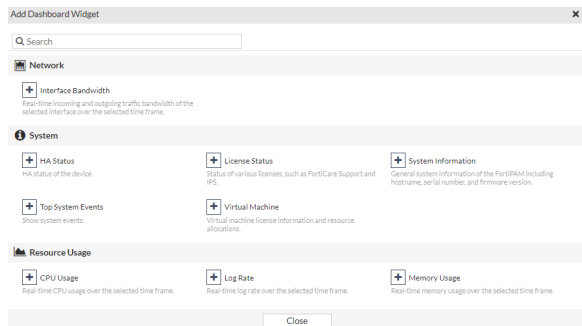 Add Dashboard Widget
Search
Network
Interface Bandwidth
Real-time incoming and outgoing traffic bandwidth of the
selected interface over the selected time frame.
System
HA Status
HA status of the device.
License Status
Status of various licenses, such as FortiCare Support and
IPS.
System Information
General system information of the FortiPAM including
hostname, serial number, and firmware version.
Top System Events
Show system events.
Virtual Machine
Virtual machine license information and resource
allocations.
Resource Usage
CPU Usage
Real-time CPU usage over the selected time frame.
Log Rate
Real-time log rate over the selected time frame.
Memory Usage
Real-time memory usage over the selected time frame.
Close